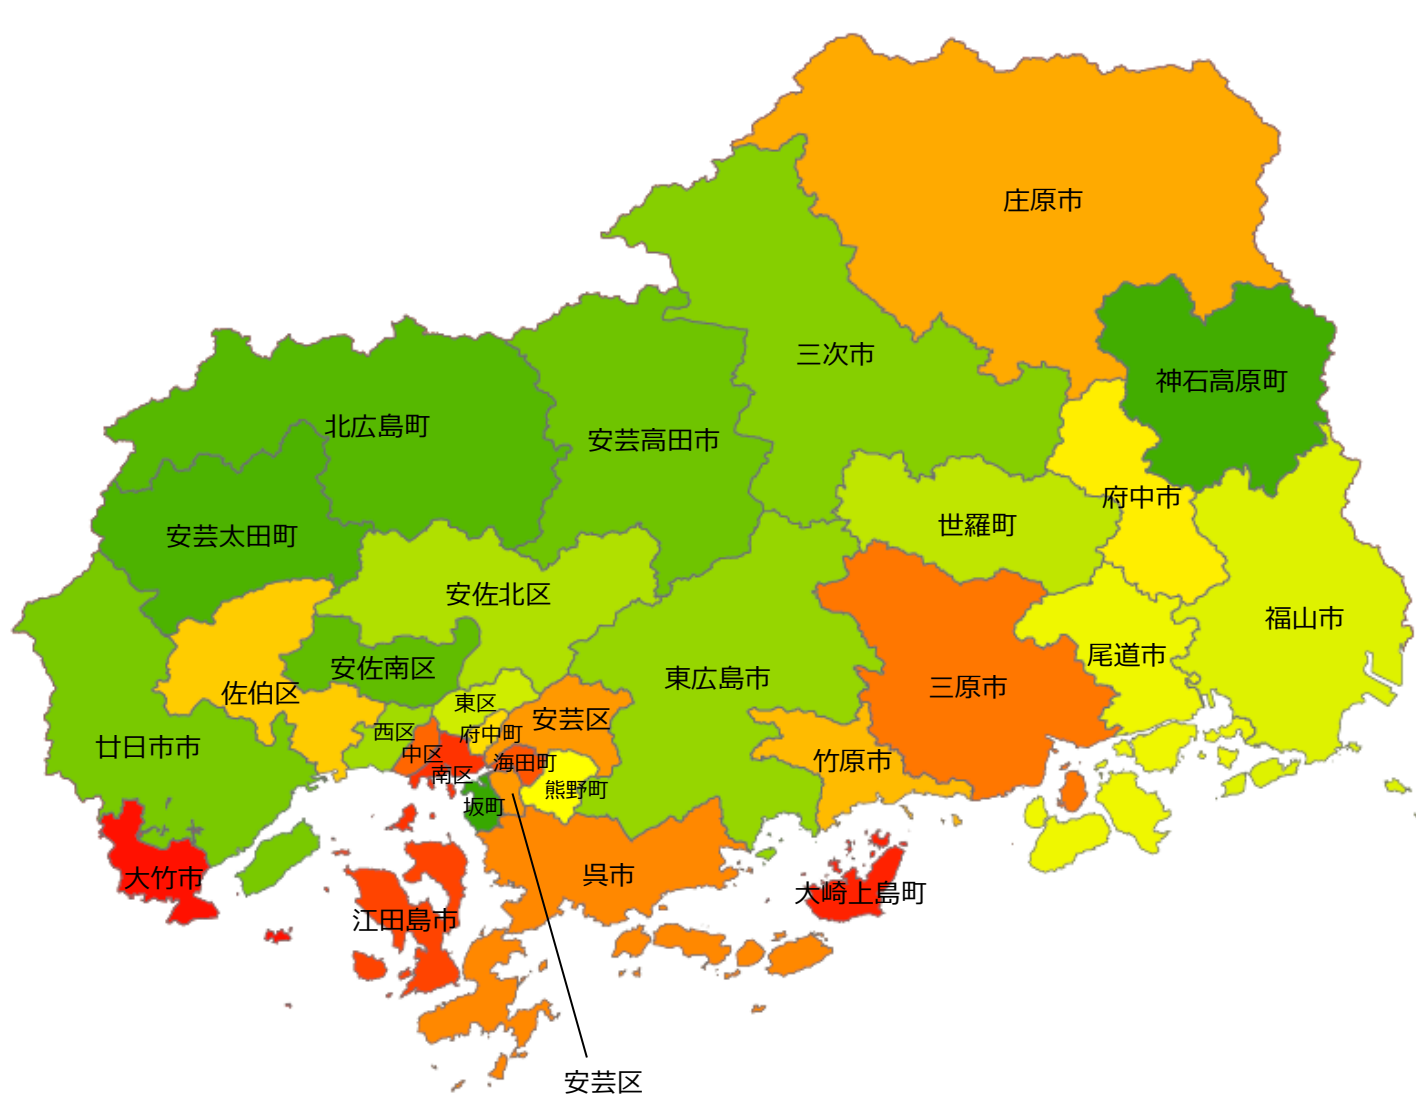 庄原市
三次市
神石高原町
北広島町
安芸高田市
府中市
世羅町
安芸太田町
安佐北区
福山市
尾道市
安佐南区
東広島市
三原市
佐伯区
東区
安芸区
西区
府中町
廿日市市
中区
海田町
竹原市
南区
熊野町
坂町
大竹市
呉市
大崎上島町
江田島市
安芸区